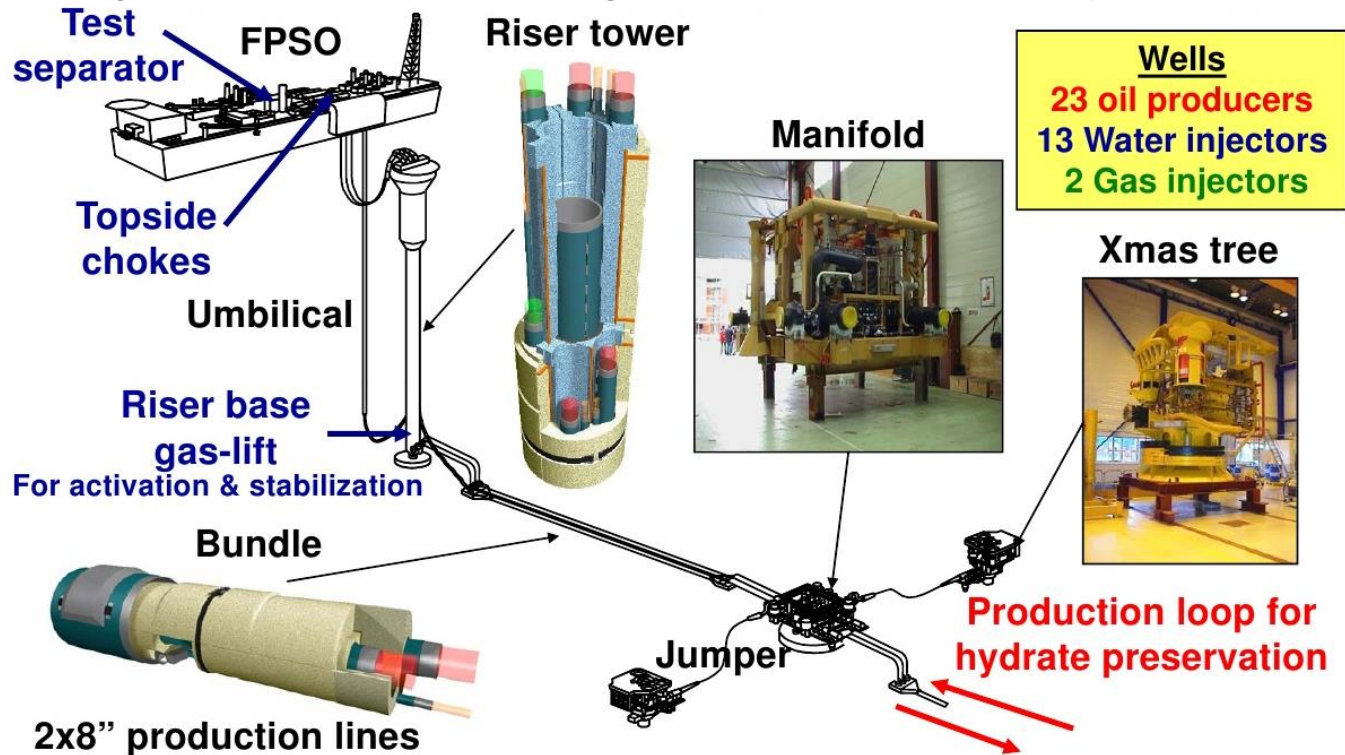 Test
separator
FPSO
Riser tower
Wells
23 oil producers
13 Water injectors
2 Gas injectors
Manifold
Topside
chokes
Xmas tree
Umbilical
Riser base
gas-lift
For activation & stabilization
Bundle
Production loop for
hydrate preservation
Jumper
2x8” production lines